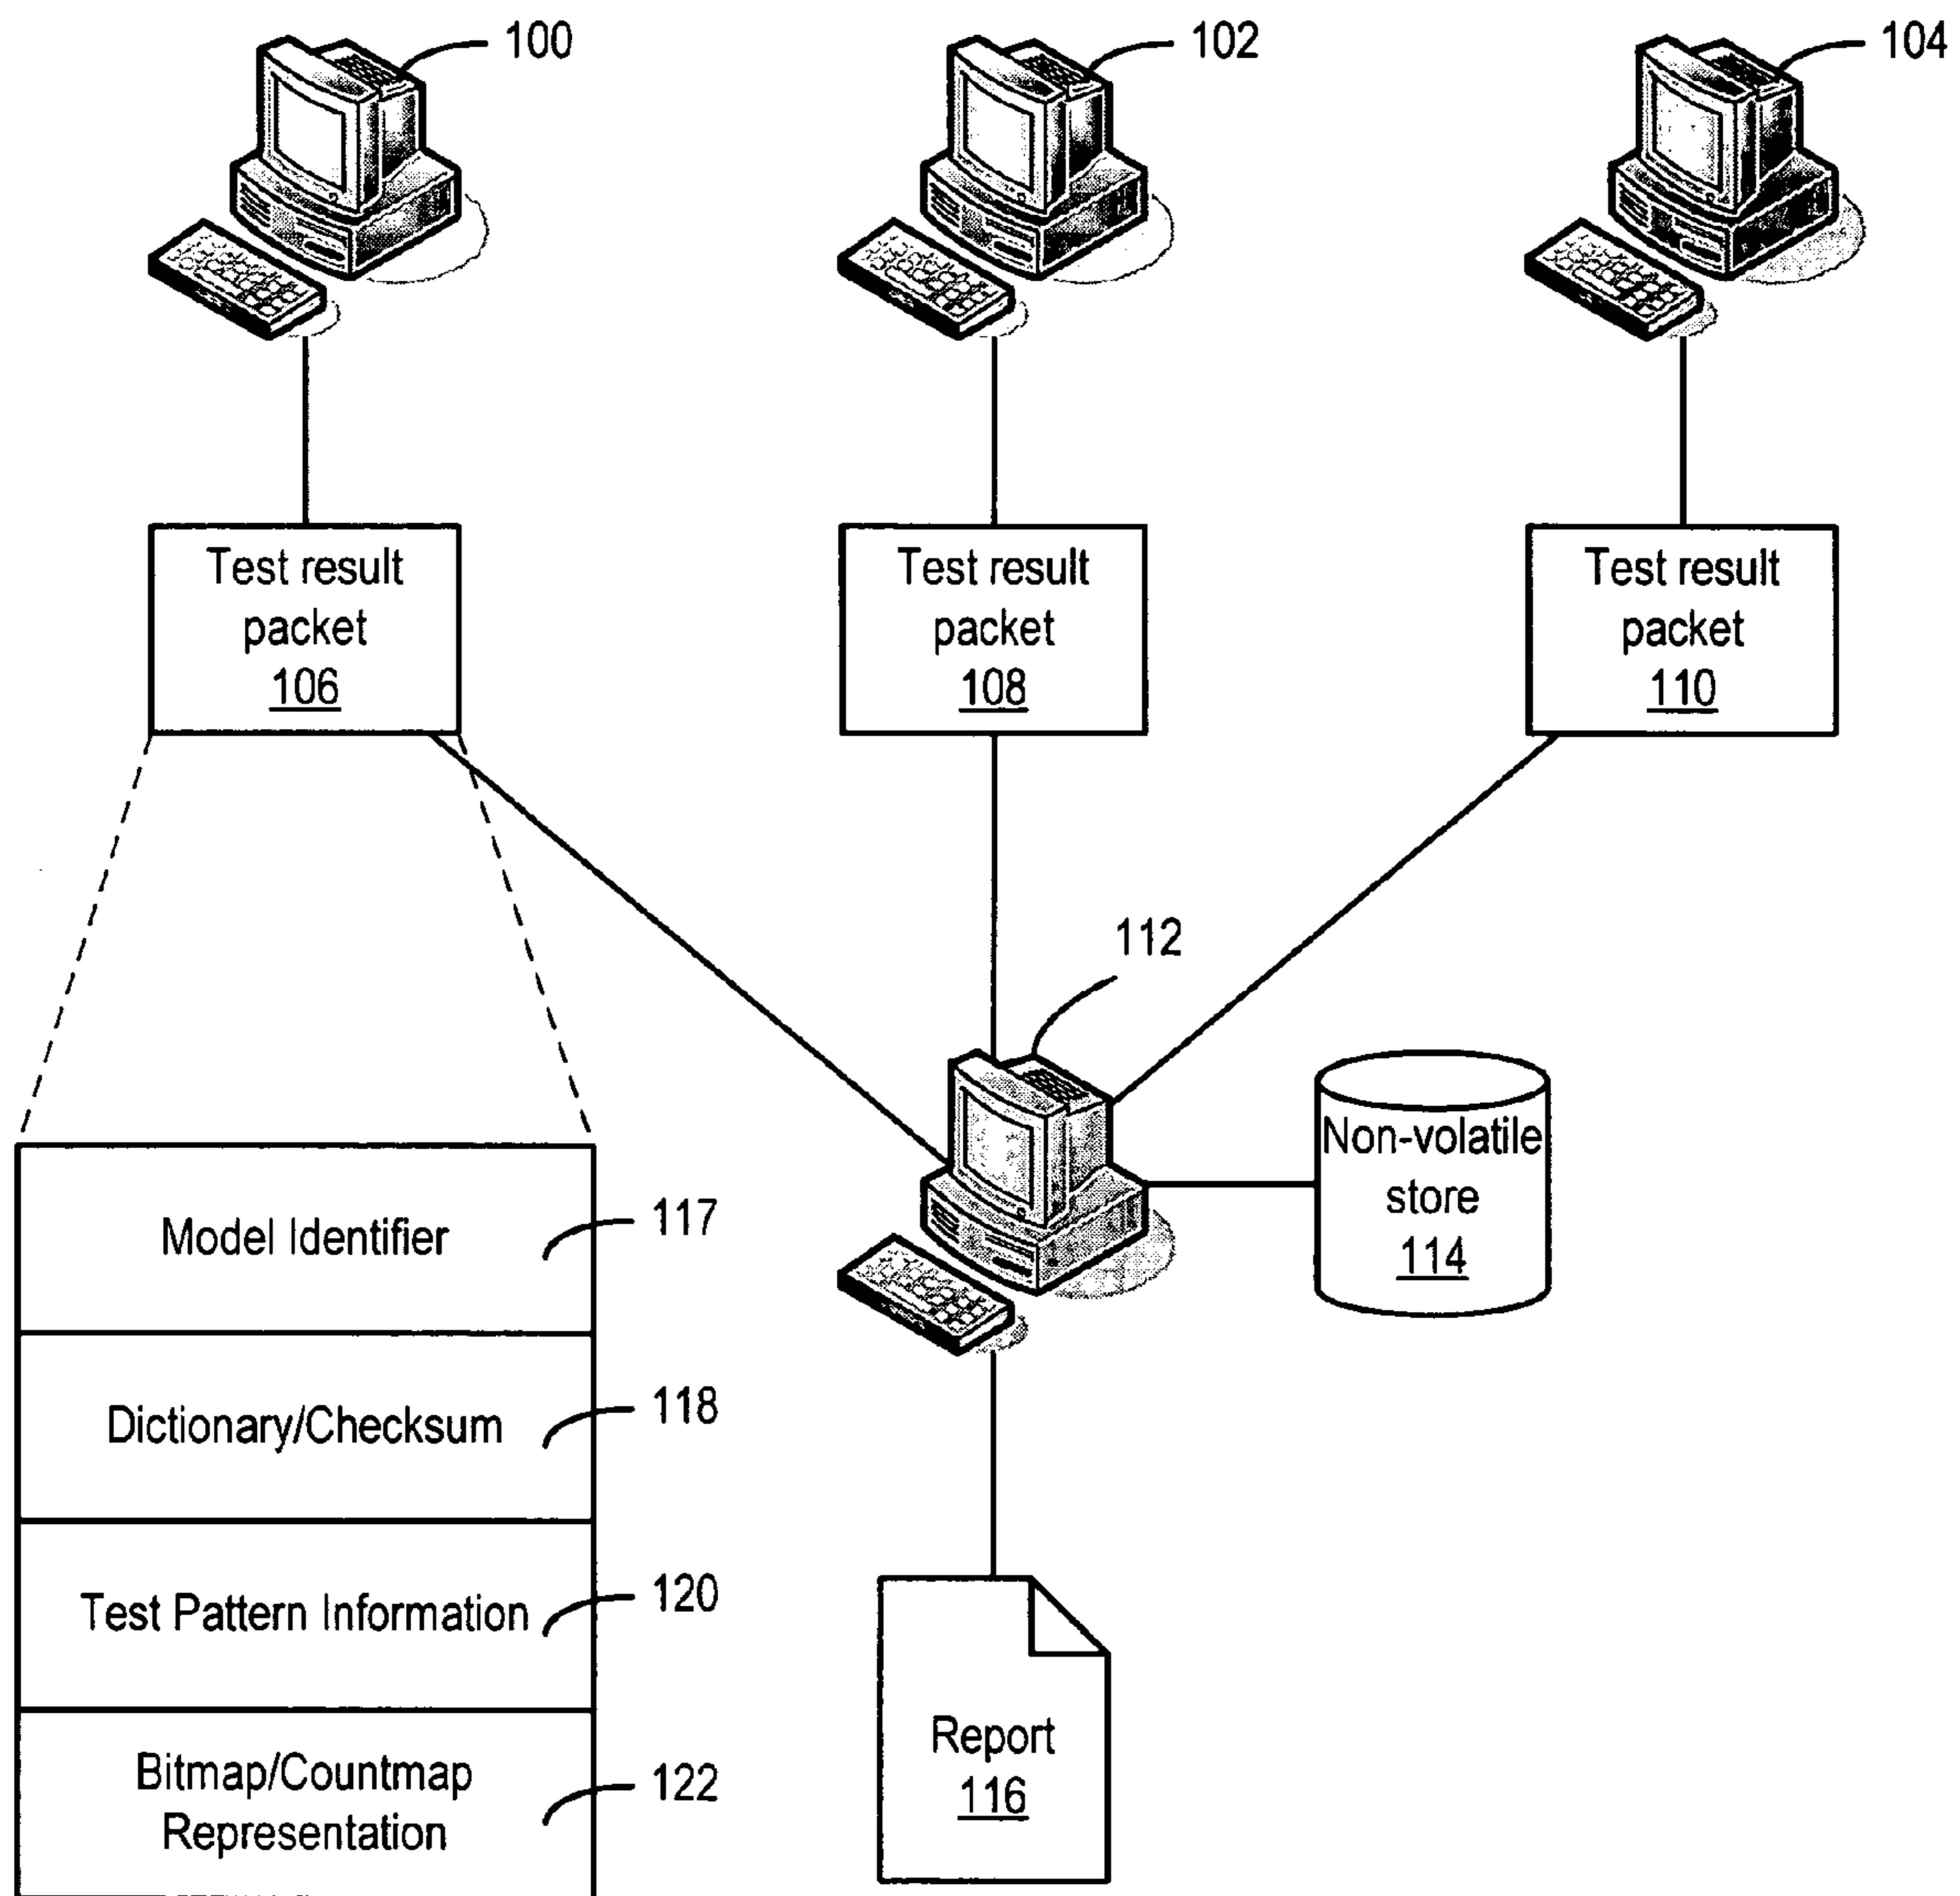 100
102
104
Test result
packet
106
Test result
packet
108
Test result
packet
110
112
Non-volatile
store
114
Model Identifier
117
Dictionary/Checksum
118
Test Pattern Information
120
Bitmap/Countmap
Representation
122
Report
116